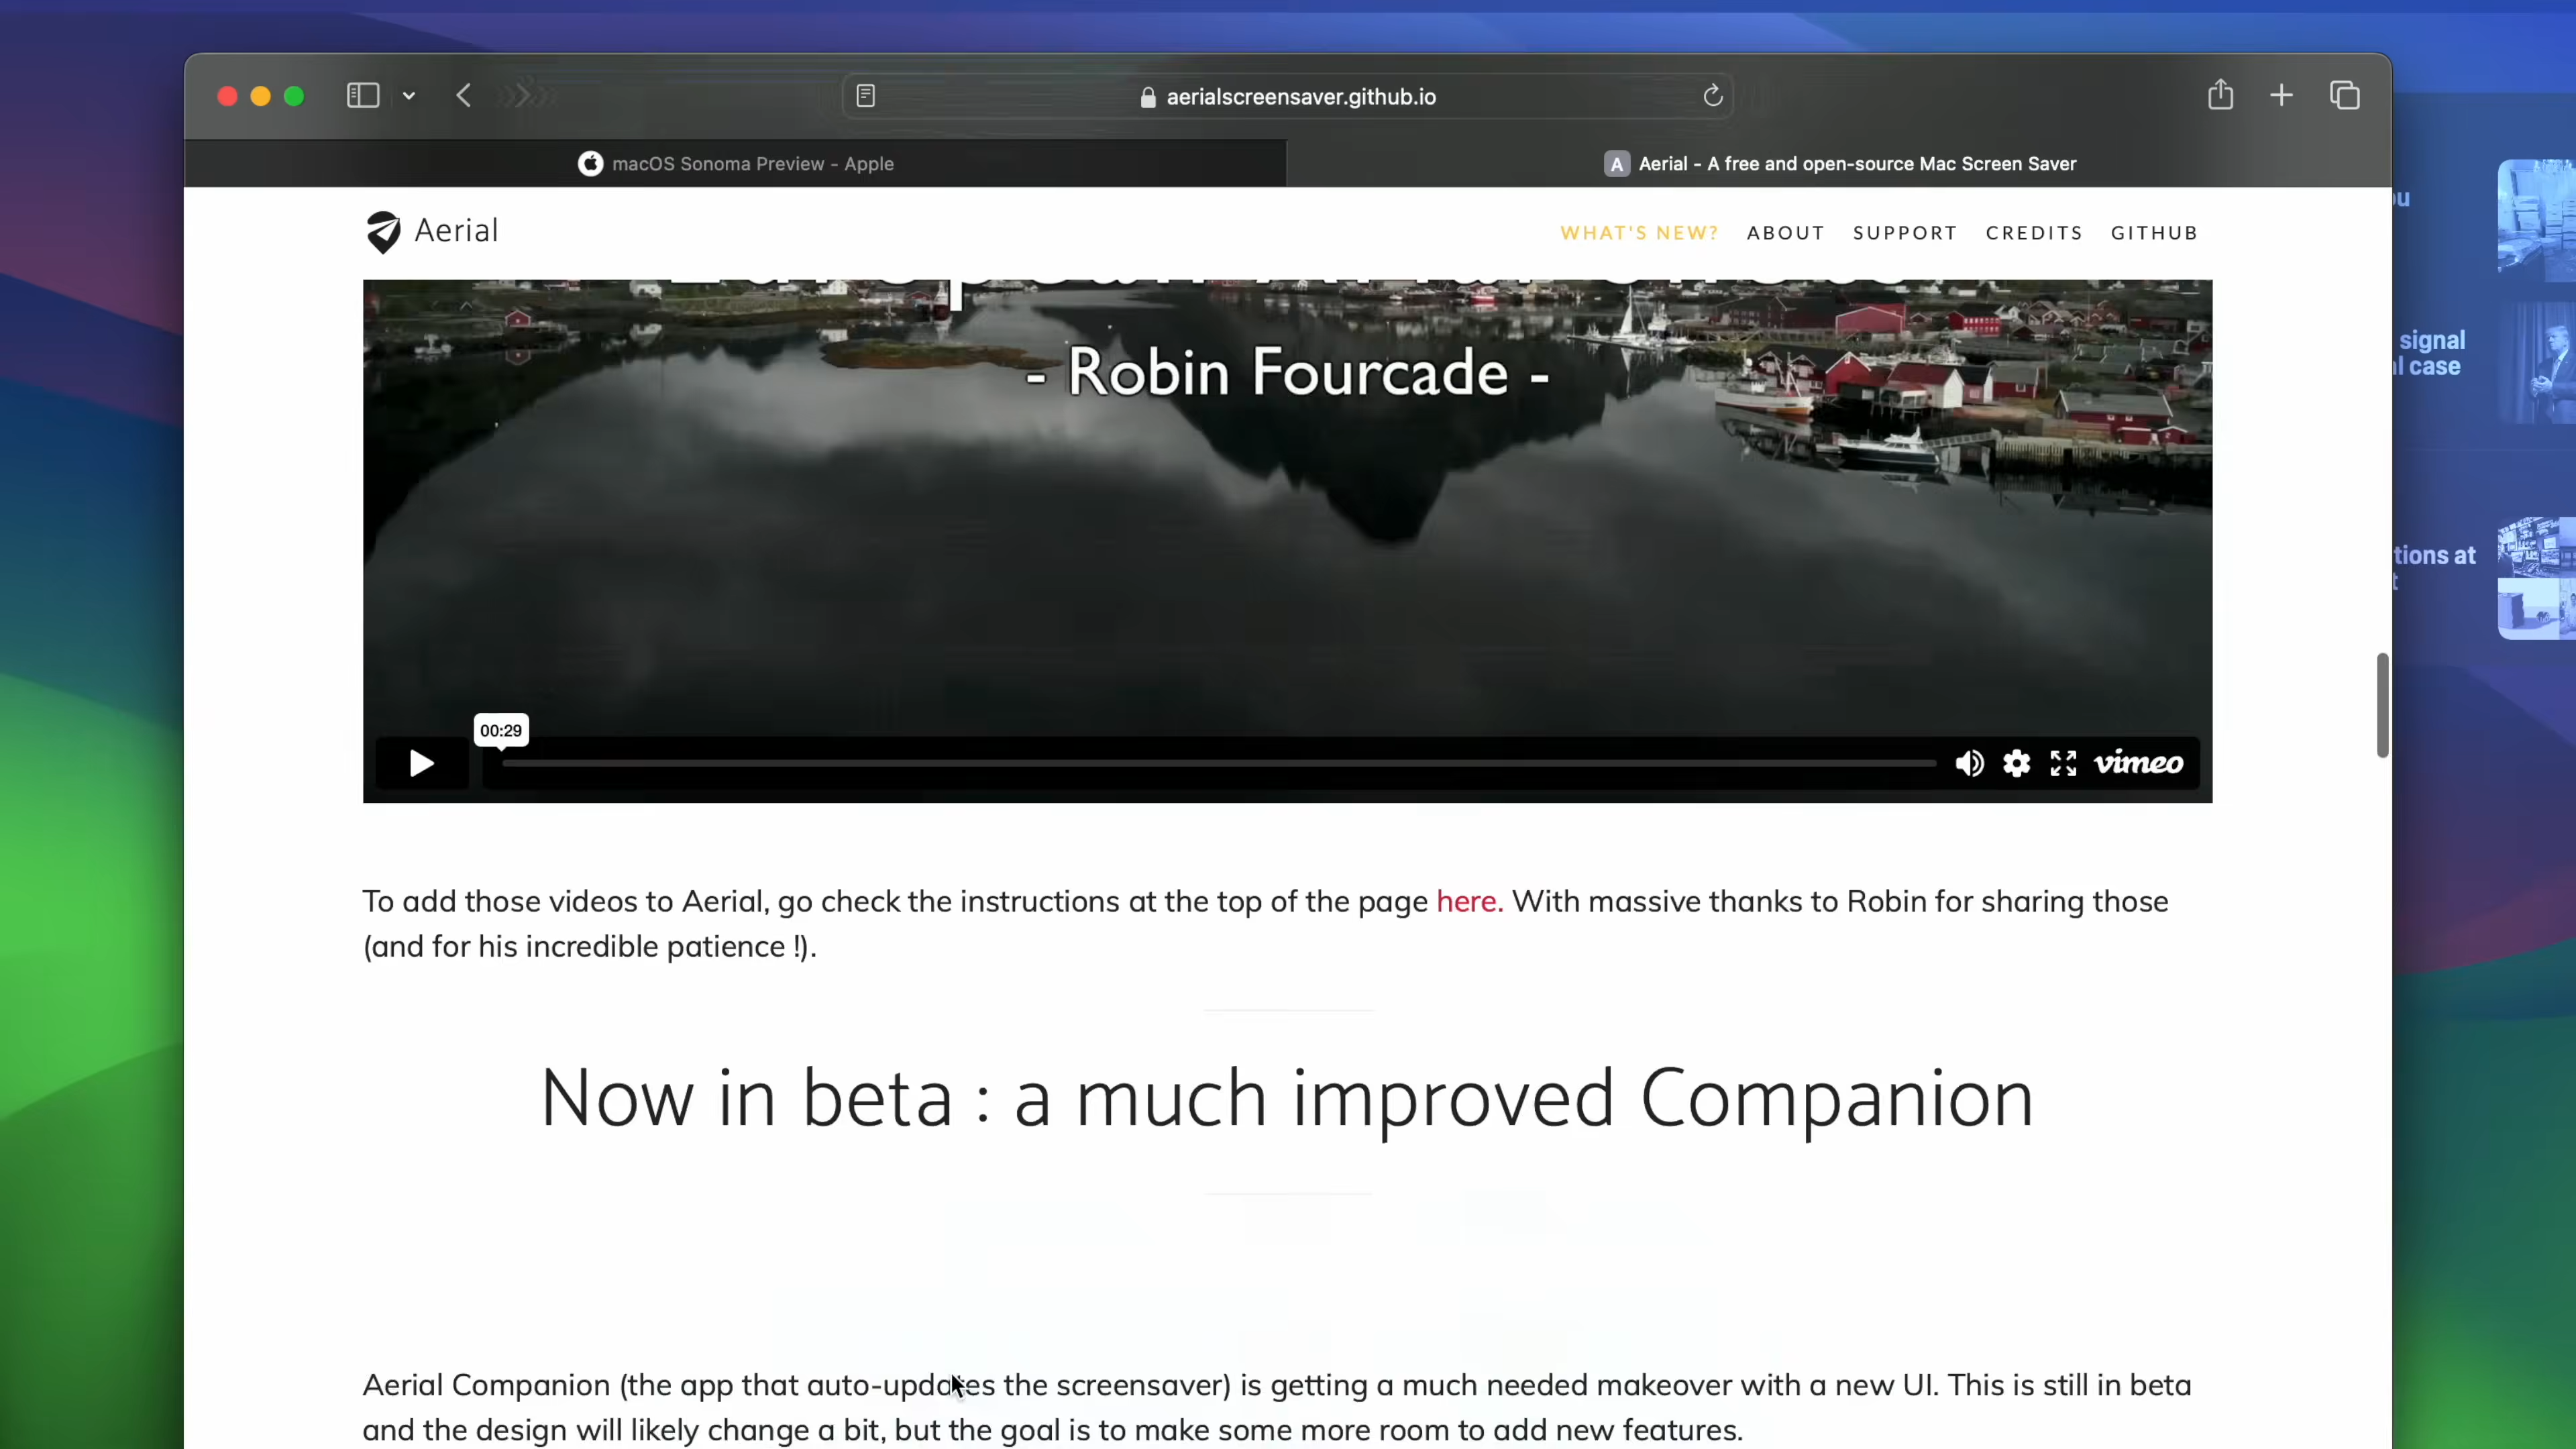 aerialscreensaver.github.io
macOS Sonoma Preview - Apple
A Aerial - A free and open-source Mac Screen Saver
Aerial
WHAT'S NEW? ABOUT SUPPORT CREDITS GITHUB
- Robin Fourcade -
signal
case
00:29
vimeo
tions at
To add those videos to Aerial, go check the instructions at the top of the page here. With massive thanks to Robin for sharing those
(and for his incredible patience !).
Now in beta : a much improved Companion
Aerial Companion (the app that auto-updates the screensaver) is getting a much needed makeover with a new UI. This is still in beta
and the design will likely change a bit, but the goal is to make some more room to add new features.